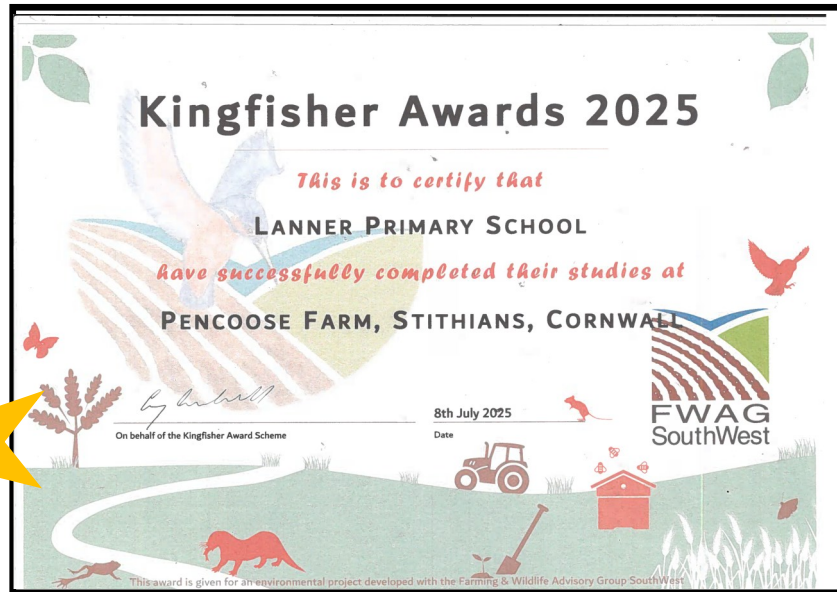 Kingfisher Awards 2025
This is to certify that
LANNER PRIMARY SCHOOL
have successfully completed their studies at
PENCOOSE FARM, STITHIANS, CORNWALL
8th July 2025
On behalf of the Kingfisher Award Scheme
Date
FWAG
SouthWest
This award is given for an environmental project developed with the Farming & Wildlife Advisory Group SouthWest